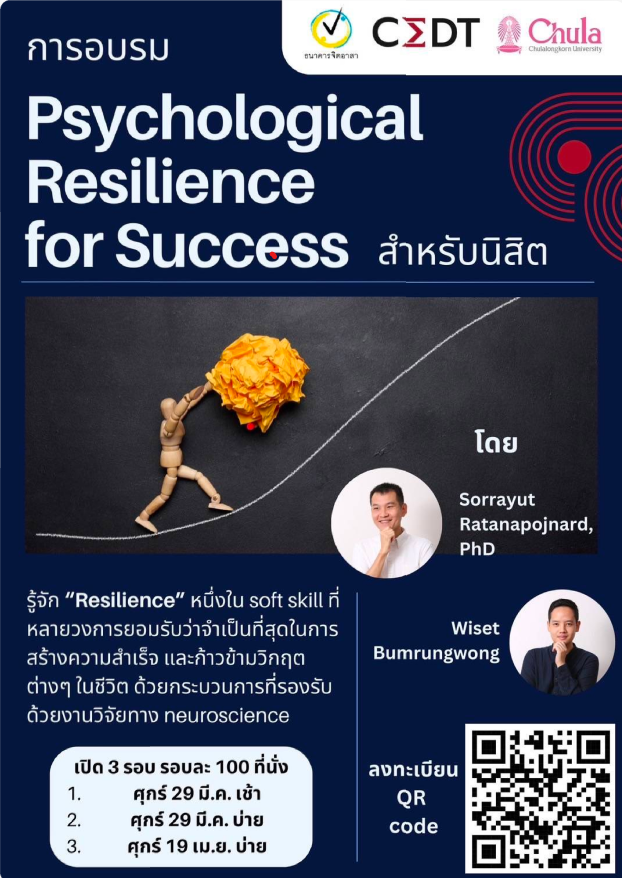 การอบรม
ธนาคารจิตอาสา
CΣDT
Chula
Chulalongkorn University
Psychological
Resilience
for Success สำหรับนิสิต
โดย
Sorrayut
Ratanapojnard,
PhD
รู้จัก “Resilience” หนึ่งใน soft skill ที่
หลายวงการยอมรับว่าจำเป็นที่สุดในการ
สร้างความสำเร็จ และก้าวข้ามวิกฤต
ต่างๆ ในชีวิต ด้วยกระบวนการที่รองรับ
ด้วยงานวิจัยทาง neuroscience
Wiset
Bumrungwong
เปิด 3 รอบ รอบละ 100 ที่นั่ง
1. ศุกร์ 29 มี.ค. เช้า
2. ศุกร์ 29 มี.ค. บ่าย
3. ศุกร์ 19 เม.ย. บ่าย
ลงทะเบียน
QR
code